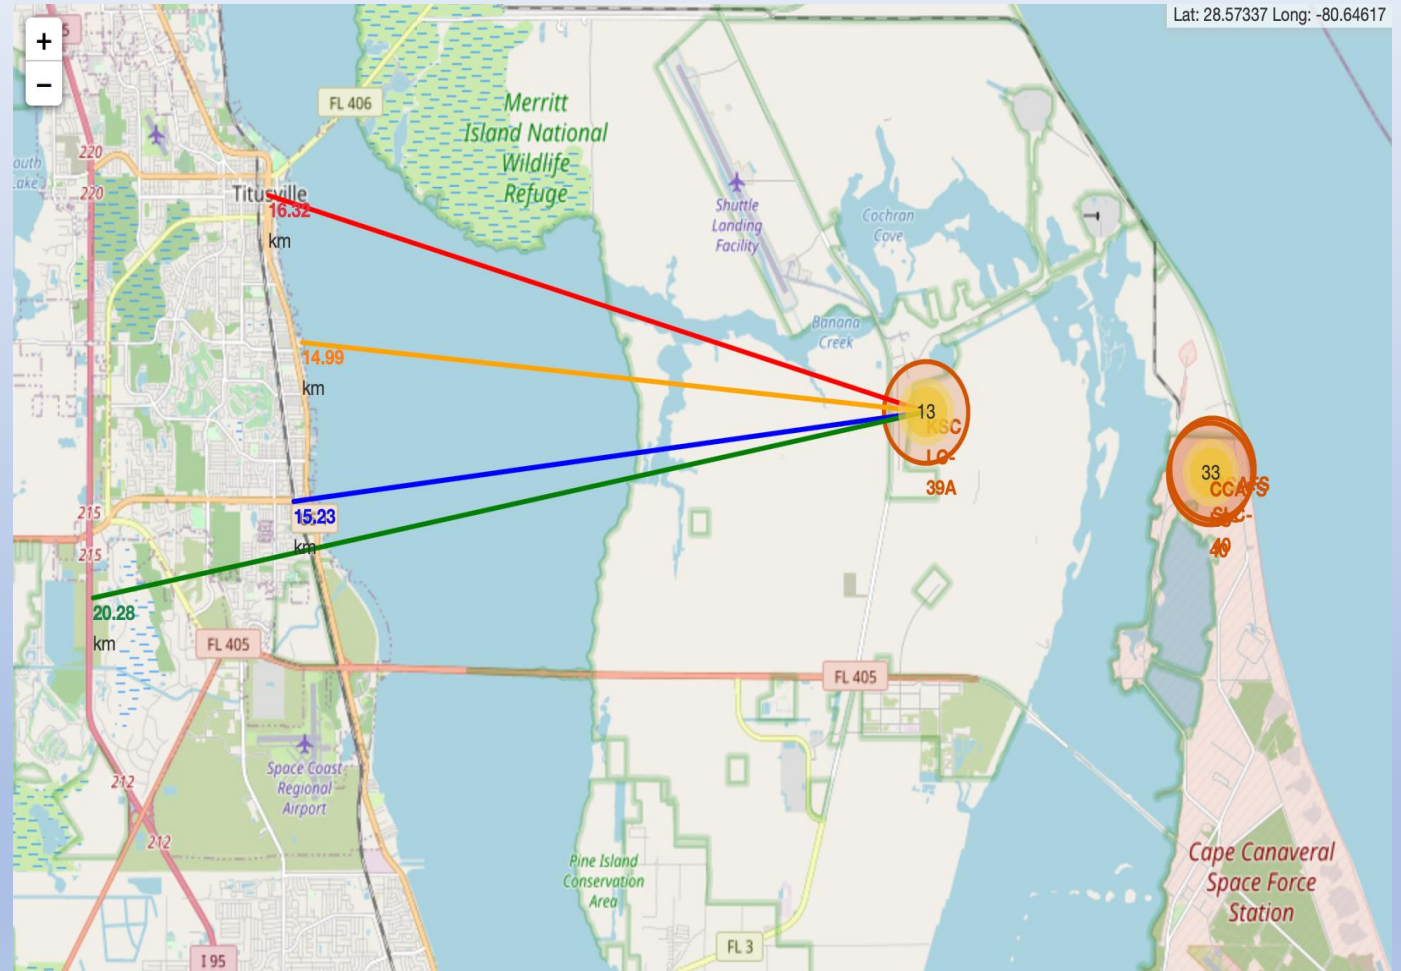 Lat: 28.57337 Long: -80.64617
+
−
FL 406
Merritt
Island National
Wildlife
Refuge
220
220
Titusville
16.32
km
Shuttle
Landing
Facility
Cochran
Cove
Banana
Creek
14.99
km
13
KSC
LC-
39A
33
215
215
15.23
km
20.28
km
FL 405
FL 405
Space Coast
Regional
Airport
212
212
Pine Island
Conservation
Area
Cape Canaveral
Space Force
Station
FL 3
I 95